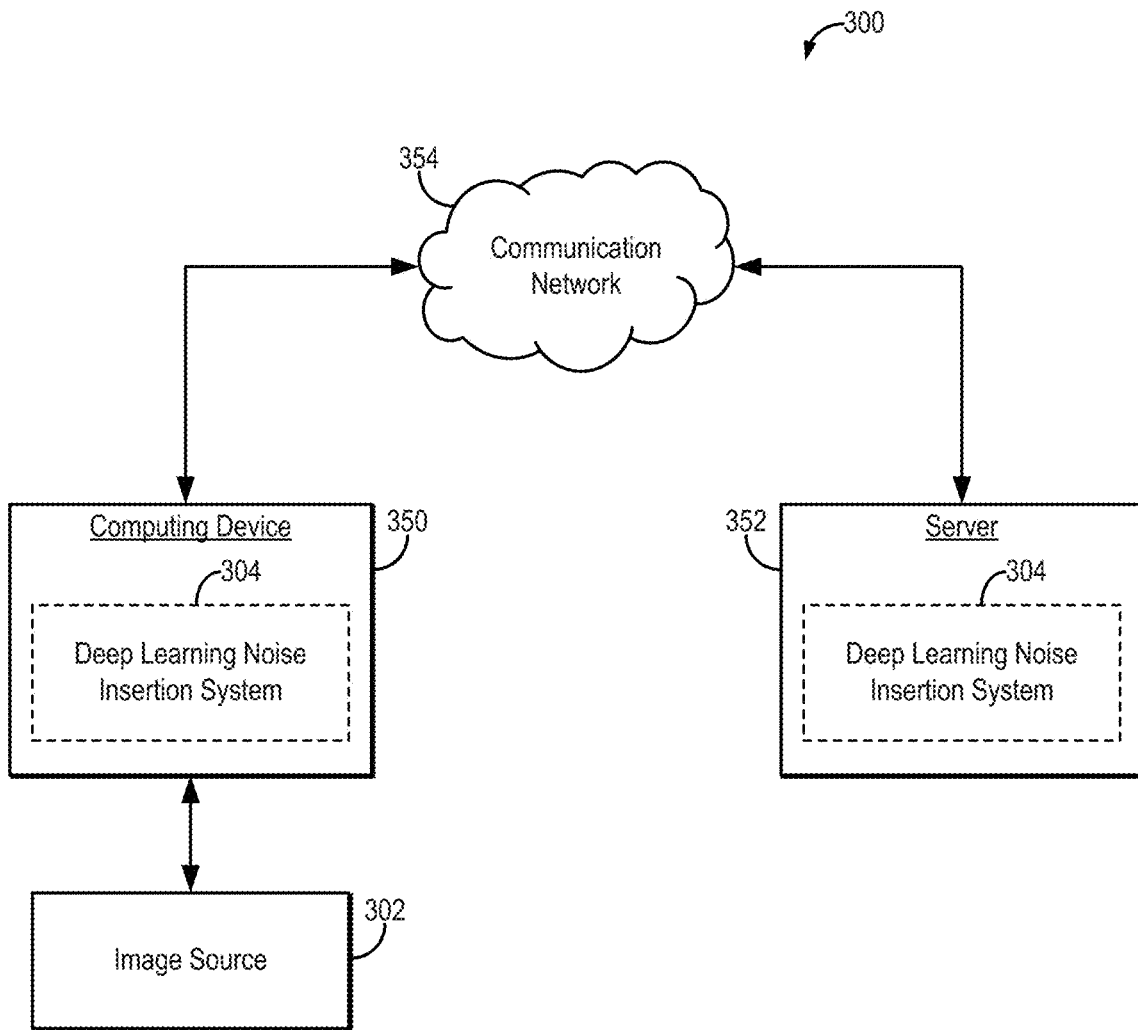 300
354
Communication
Network
Computing Device
350
304
Deep Learning Noise
Insertion System
352
Server
304
Deep Learning Noise
Insertion System
302
Image Source